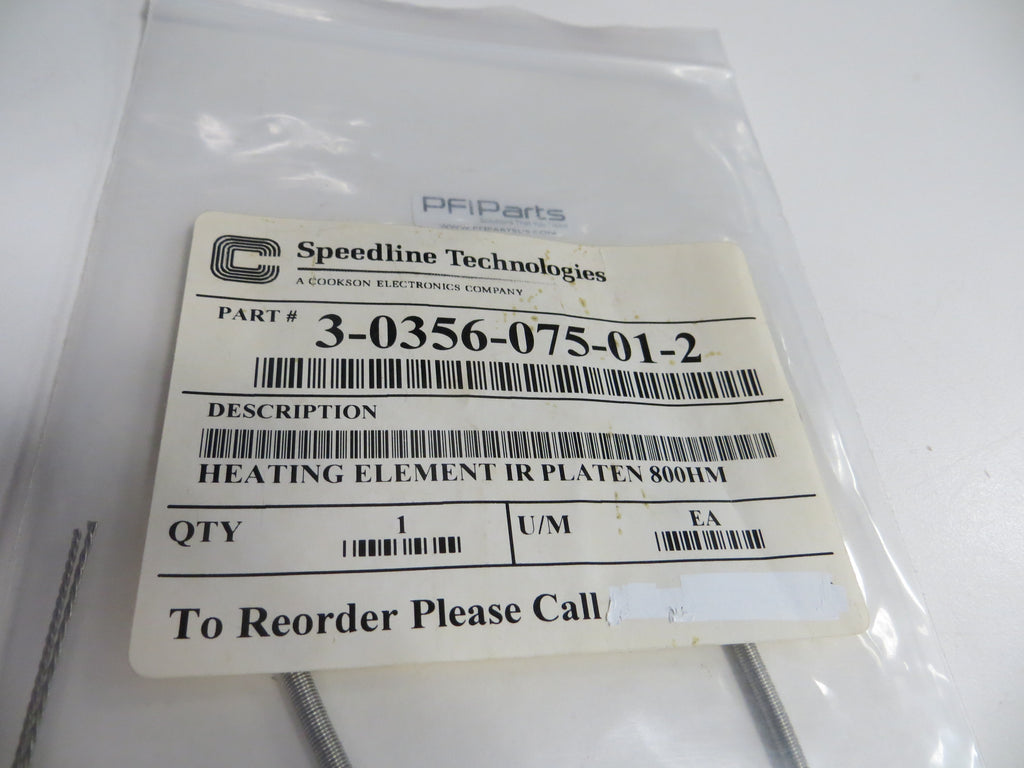 PFiParts
Speedline Technologies
A COOKSON ELECTRONICS COMPANY
PART # 3-0356-075-01-2
DESCRIPTION
HEATING ELEMENT IR PLATEN 80OHM
QTY 1 U/M EA
To Reorder Please Call